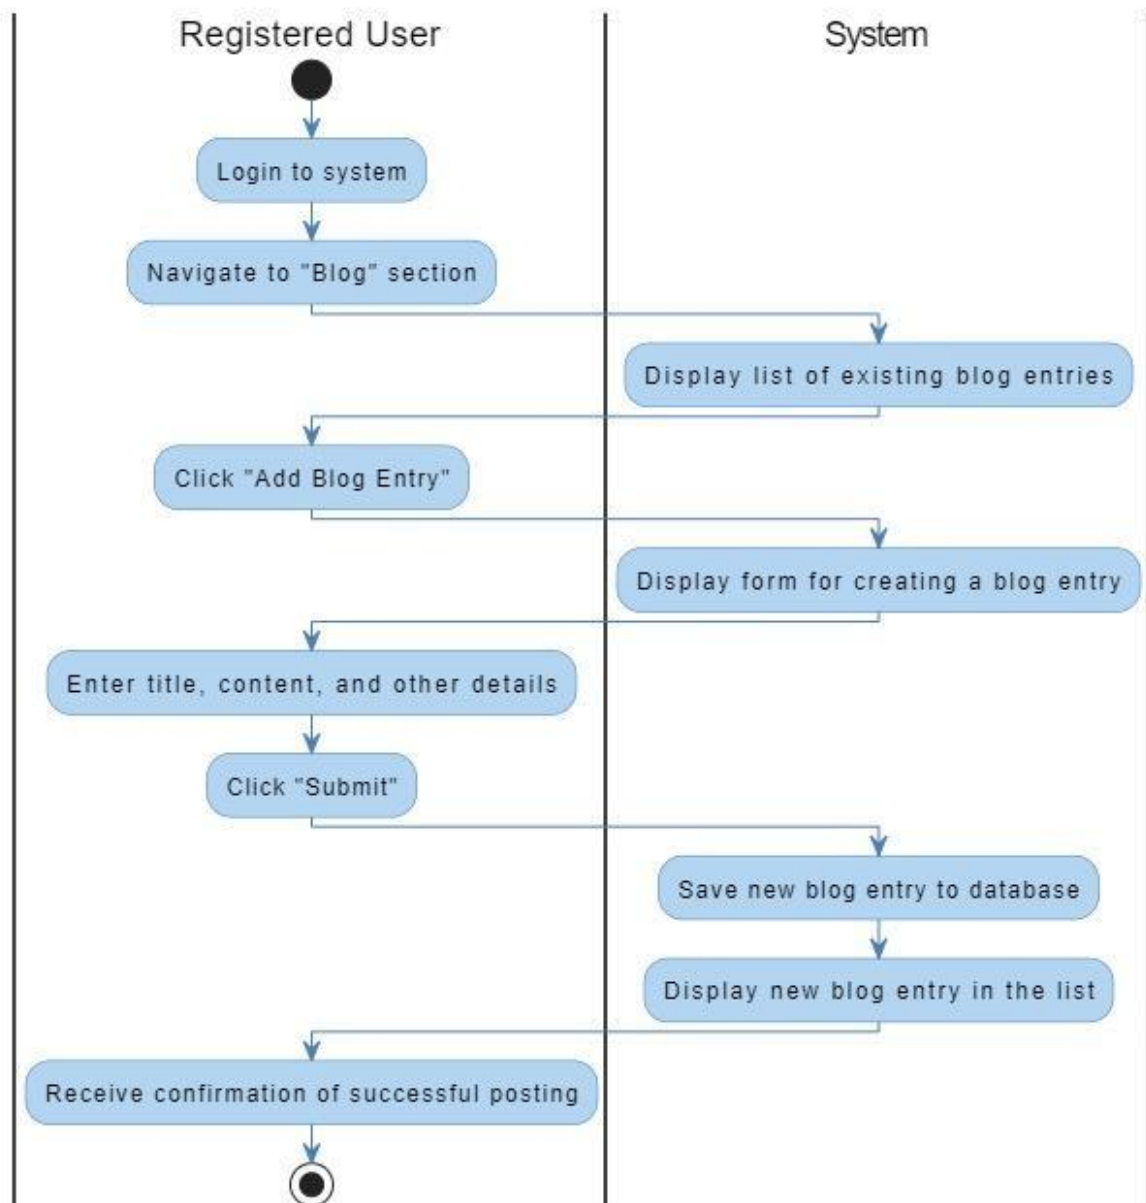 Registered User
System
Login to system
Navigate to "Blog" section
Display list of existing blog entries
Click "Add Blog Entry"
Display form for creating a blog entry
Enter title, content, and other details
Click "Submit"
Save new blog entry to database
Display new blog entry in the list
Receive confirmation of successful posting